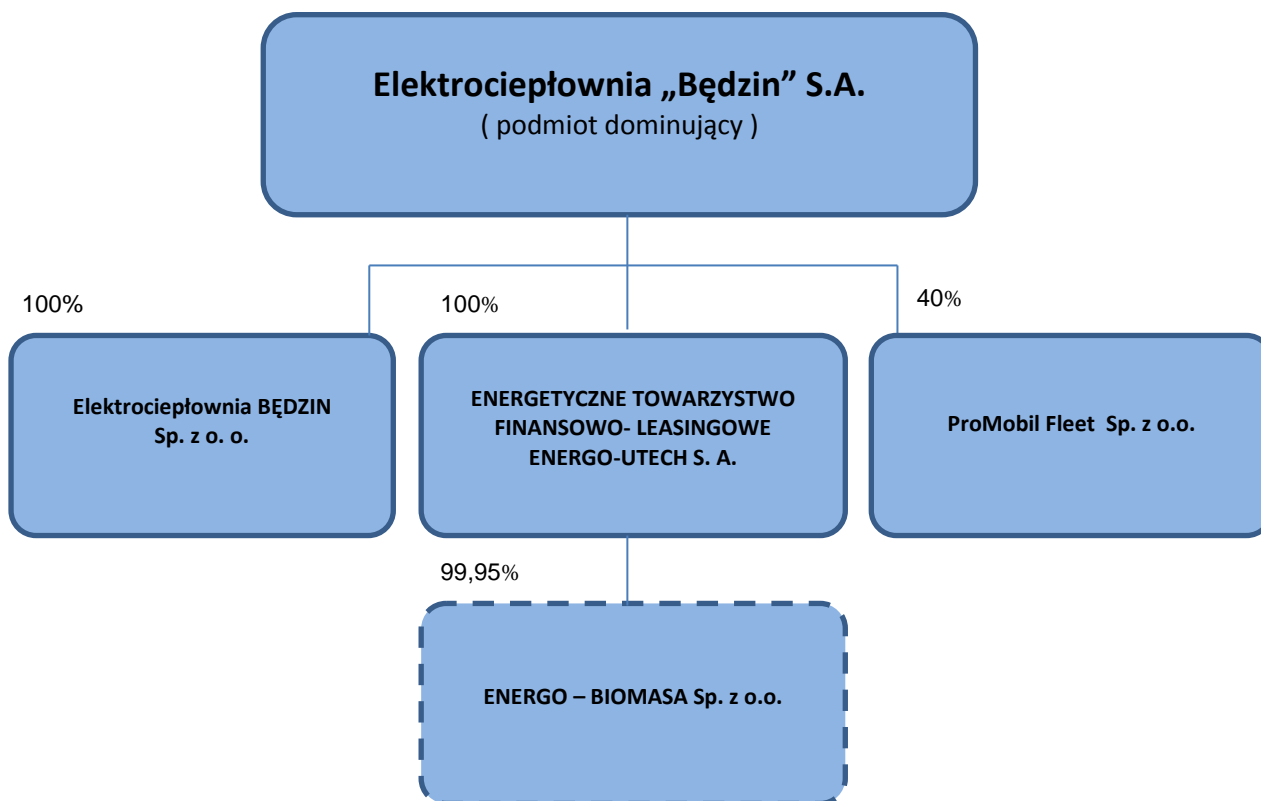 Elektrociepłownia „Będzin” S.A.
( podmiot dominujący )
100%
100%
40%
Elektrociepłownia BĘDZIN
Sp. z o. o.
ENERGETYCZNE TOWARZYSTWO
FINANSOWO- LEASINGOWE
ENERGO-UTECH S. A.
ProMobil Fleet Sp. z o.o.
99,95%
ENERGO – BIOMASA Sp. z o.o.